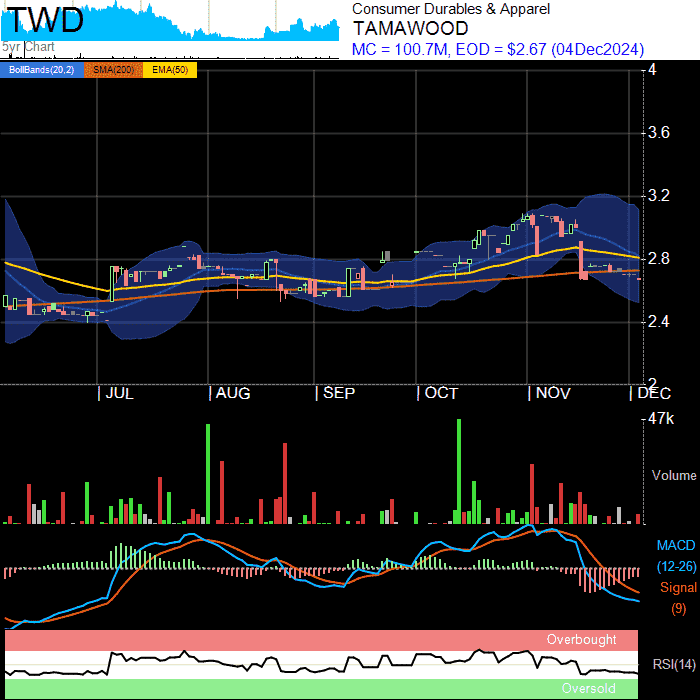 TWD
5yr Chart
Consumer Durables & Apparel
TAMAWOOD
MC = 100.7M, EOD = $2.67 (04Dec2024)
BollBands(20,2) SMA(200) EMA(50)
4
3.6
3.2
2.8
2.4
2
JUL AUG SEP OCT NOV DEC
47k
Volume
MACD
(12-26)
Signal
(9)
Overbought
RSI(14)
Oversold